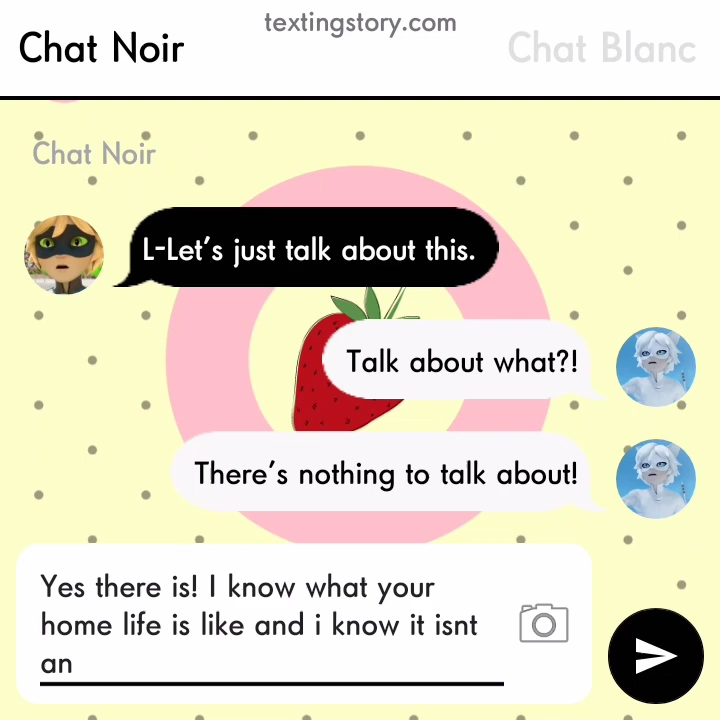 textingstory.com
Chat Noir
Chat Blanc
Chat Noir
L-Let's just talk about this.
Talk about what?!
There's nothing to talk about!
Yes there is! I know what your
home life is like and i know it isnt
an